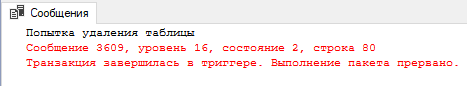 Сообщения
Попытка удаления таблицы
Сообщение 3609, уровень 16, состояние 2, строка 80
Транзакция завершилась в триггере. Выполнение пакета прервано.